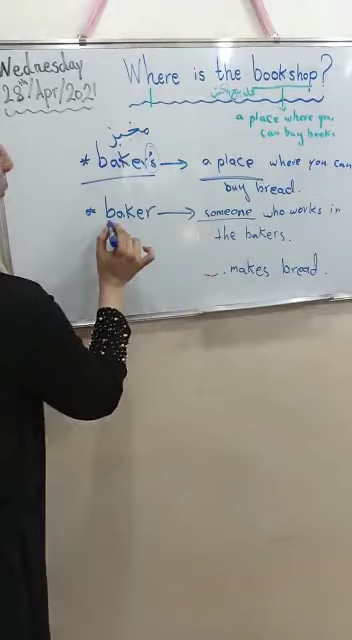 Wednesday
28th/Apr/2021
Where is the bookshop?
a place where you
can buy books
مخبز
* baker's → a place where you can
buy bread.
* baker → someone who works in
the bakers.
makes bread.